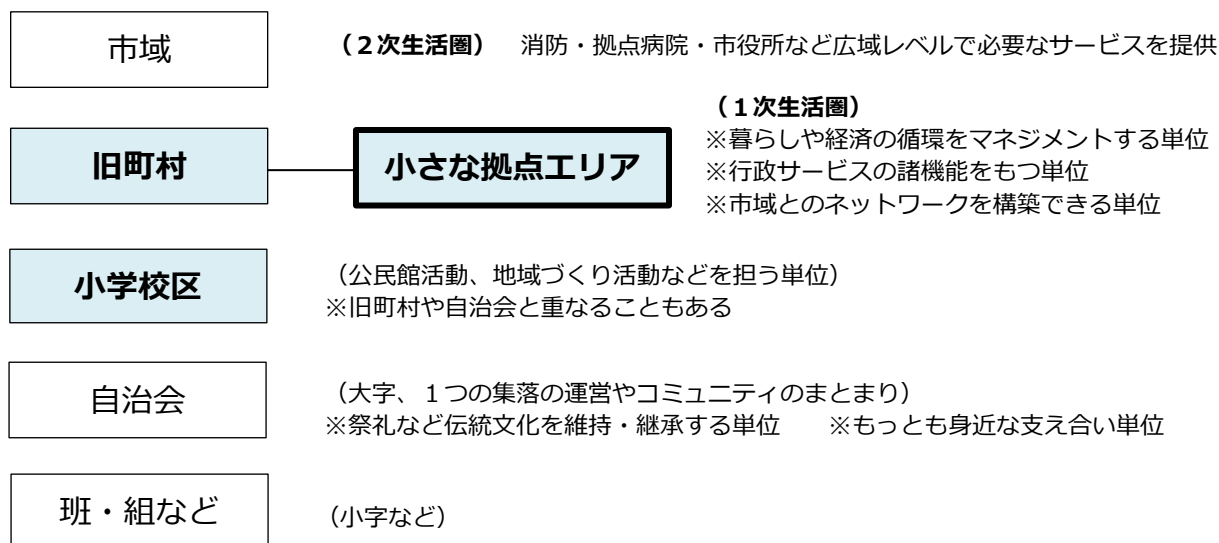 市域
（２次生活圏）　消防・拠点病院・市役所など広域レベルで必要なサービスを提供
旧町村
小さな拠点エリア
（１次生活圏）
※暮らしや経済の循環をマネジメントする単位
※行政サービスの諸機能をもつ単位
※市域とのネットワークを構築できる単位
小学校区
（公民館活動、地域づくり活動などを担う単位）
※旧町村や自治会と重なることもある
自治会
（大字、１つの集落の運営やコミュニティのまとまり）
※祭礼など伝統文化を維持・継承する単位　　※もっとも身近な支え合い単位
班・組など
（小字など）